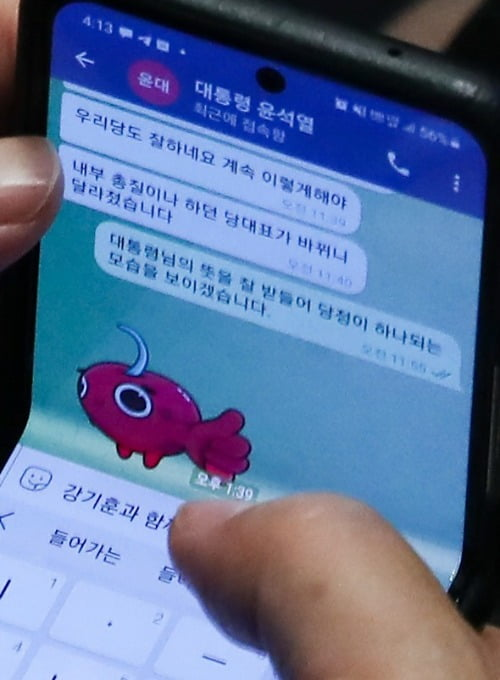 4:13
56%
윤대
대통령 윤석열
최근에 접속함
우리당도 잘하네요 계속 이렇게해야
오전 11:39
내부 총질이나 하던 당대표가 바뀌니
달라졌습니다
오전 11:40
대통령님의 뜻을 잘 받들어 당정이 하나되는
모습을 보이겠습니다.
오전 11:55
오후 1:39
강기훈과 함
들어가는
1
2
4